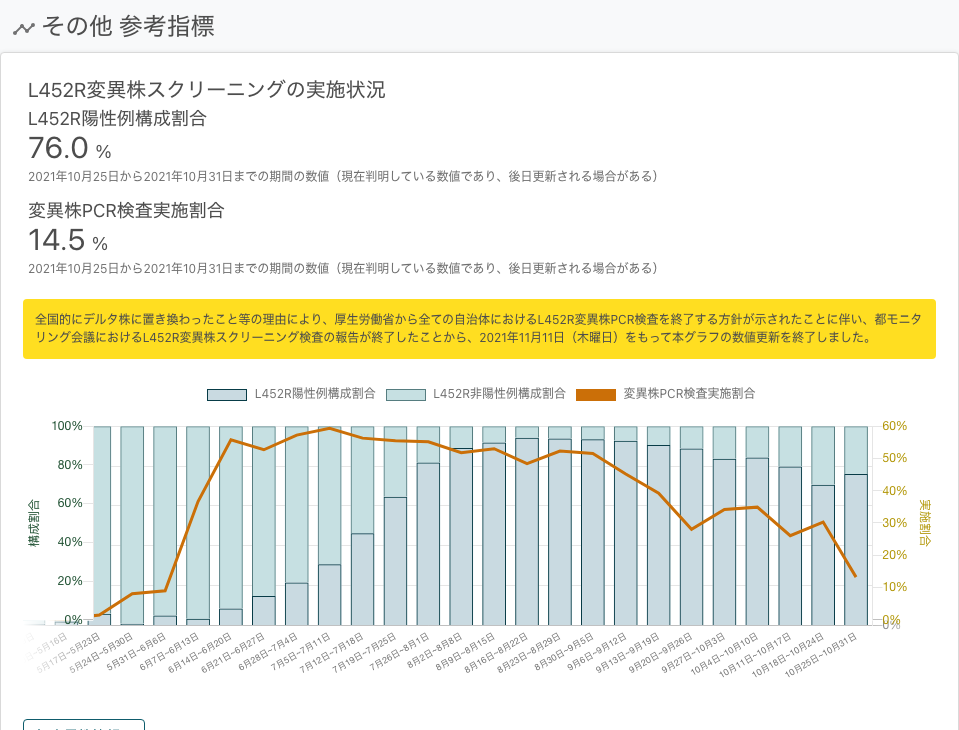 その他 参考指標
L452R変異株スクリーニングの実施状況
L452R陽性例構成割合
76.0 %
2021年10月25日から2021年10月31日までの期間の数値（現在判明している数値であり、後日更新される場合がある）
変異株PCR検査実施割合
14.5 %
2021年10月25日から2021年10月31日までの期間の数値（現在判明している数値であり、後日更新される場合がある）
全国的にデルタ株に置き換わったこと等の理由により、厚生労働省から全ての自治体におけるL452R変異株PCR検査を終了する方針が示されたことに伴い、都モニタ
リング会議におけるL452R変異株スクリーニング検査の報告が終了したことから、2021年11月11日（木曜日）をもって本グラフの数値更新を終了しました。
L452R陽性例構成割合 L452R非陽性例構成割合 変異株PCR検査実施割合
100%
80%
60%
40%
20%
0%
構成割合
60%
50%
40%
30%
20%
10%
0%
実施割合
5月17日~5月23日
5月24日~5月30日
5月31日~6月6日
6月7日~6月13日
6月14日~6月20日
6月21日~6月27日
6月28日~7月4日
7月5日~7月11日
7月12日~7月18日
7月19日~7月25日
7月26日~8月1日
8月2日~8月8日
8月9日~8月15日
8月16日~8月22日
8月23日~8月29日
8月30日~9月5日
9月6日~9月12日
9月13日~9月19日
9月20日~9月26日
9月27日~10月3日
10月4日~10月10日
10月11日~10月17日
10月18日~10月24日
10月25日~10月31日